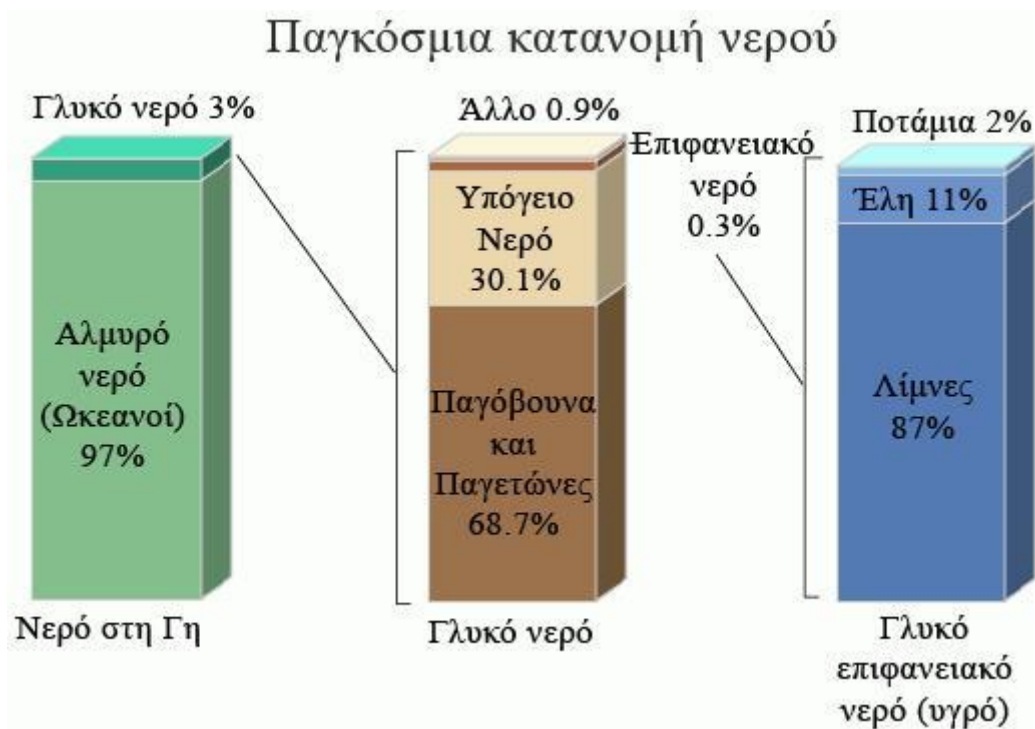 Παγκόσμια κατανομή νερού
Γλυκό νερό 3%
Αλμυρό
νερό
(Ωκεανοί)
97%
Νερό στη Γη
Άλλο 0.9%
Υπόγειο
Νερό
30.1%
Παγόβουνα
και
Παγετώνες
68.7%
Γλυκό νερό
Επιφανειακό
νερό
0.3%
Ποτάμια 2%
Έλη 11%
Λίμνες
87%
Γλυκό
επιφανειακό
νερό (υγρό)